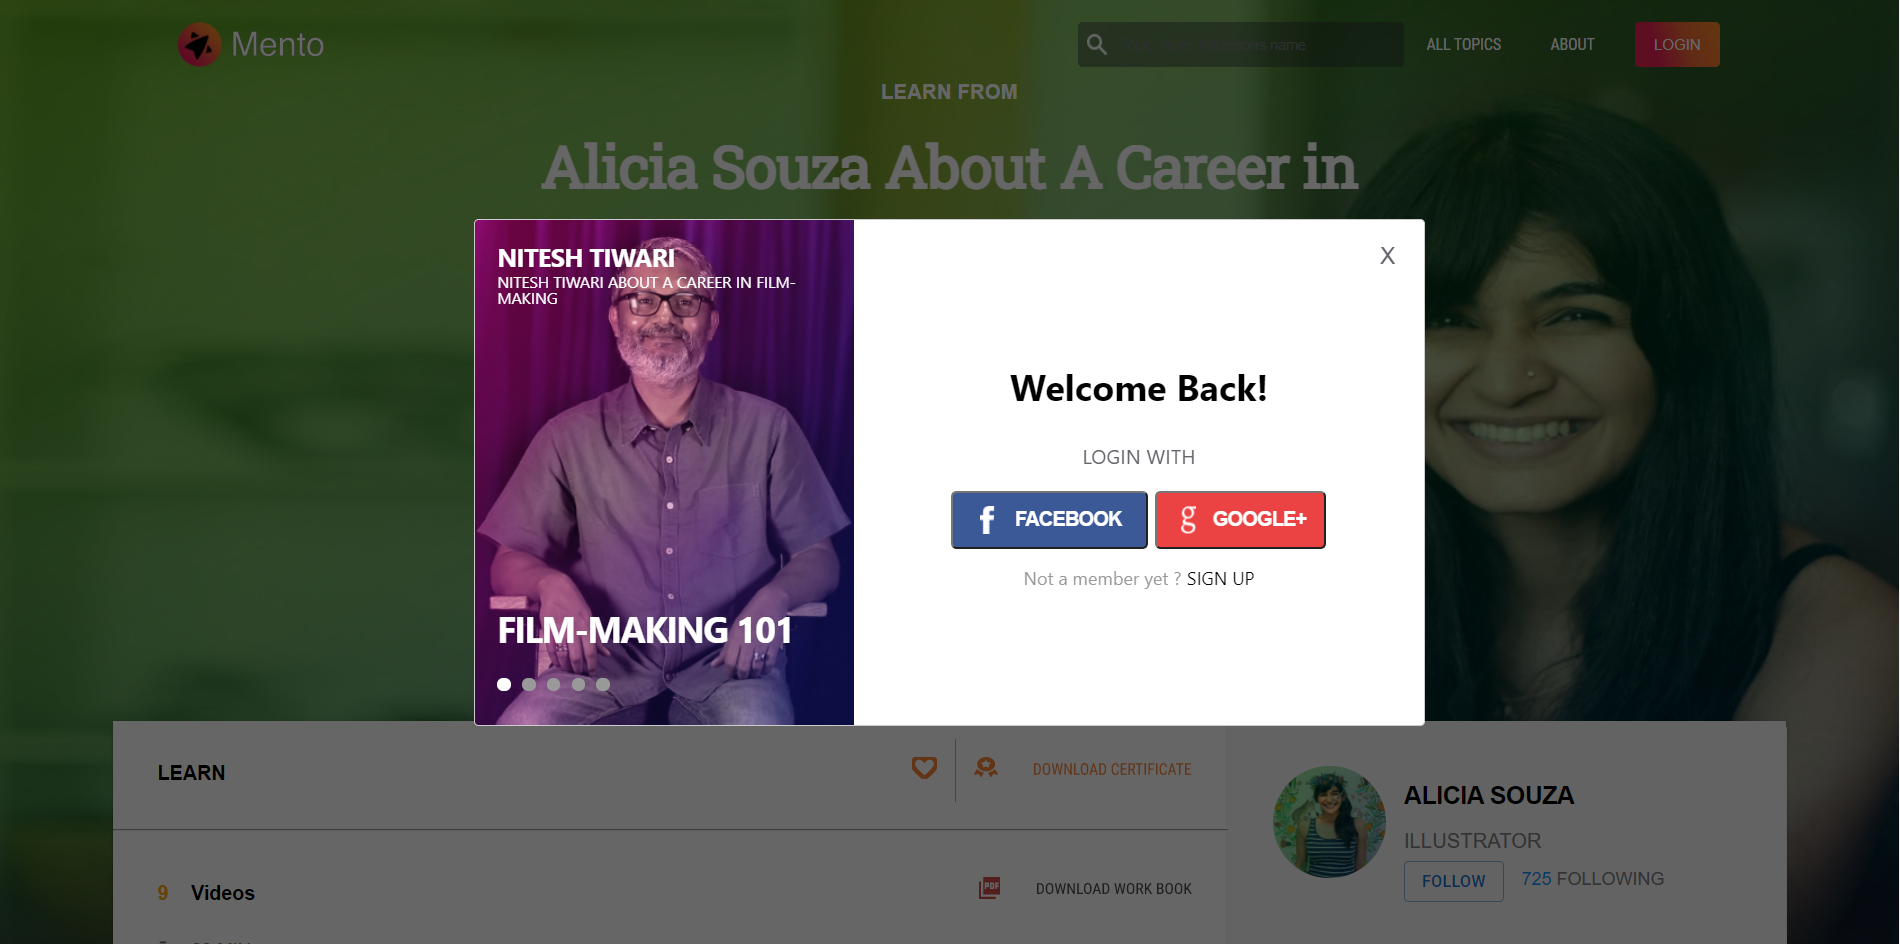 Mento
ALL TOPICS
ABOUT
LOGIN
LEARN FROM
Alicia Souza About A Career in
NITESH TIWARI
NITESH TIWARI ABOUT A CAREER IN FILM-
MAKING
FILM-MAKING 101
X
Welcome Back!
LOGIN WITH
f FACEBOOK
g GOOGLE+
Not a member yet ? SIGN UP
LEARN
DOWNLOAD CERTIFICATE
9 Videos
PDF
DOWNLOAD WORK BOOK
ALICIA SOUZA
ILLUSTRATOR
FOLLOW
725 FOLLOWING